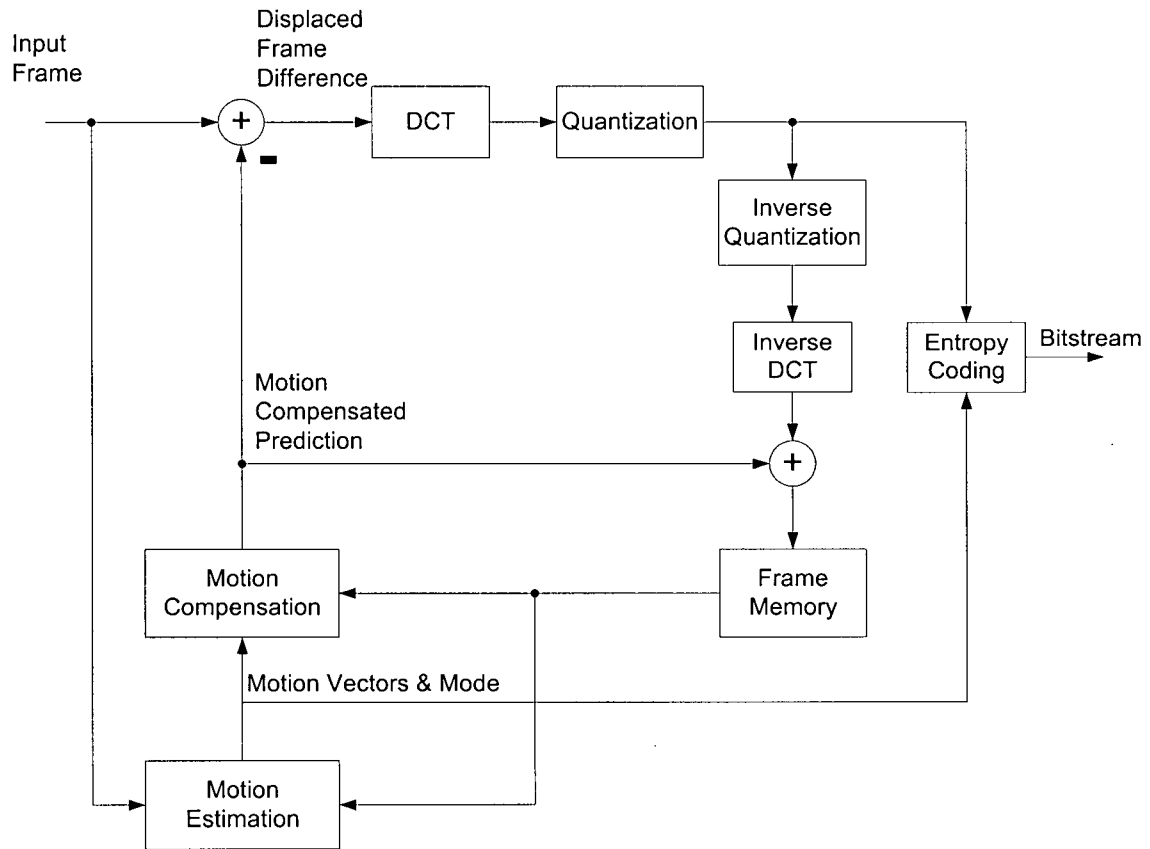 Input
Frame
Displaced
Frame
Difference
+
-
DCT
Quantization
Inverse
Quantization
Inverse
DCT
Entropy
Coding
Bitstream
Motion
Compensated
Prediction
+
Motion
Compensation
Frame
Memory
Motion Vectors & Mode
Motion
Estimation